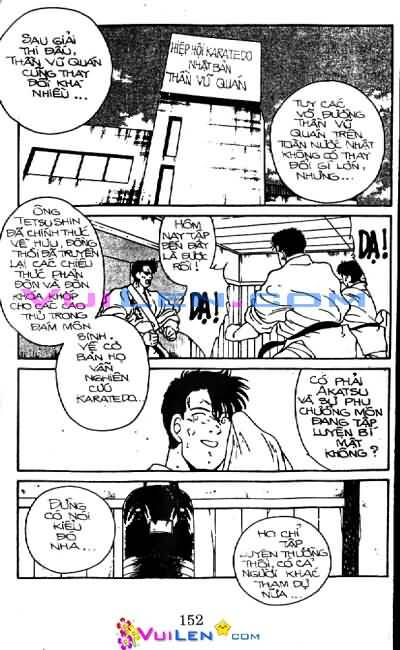 SAU GIẢI
THI ĐẤU,
THẦN VŨ QUÁN
CŨNG THAY
ĐỔI KHÁ
NHIỀU...
HIỆP HỘI KARATEDO
NHẬT BẢN
THẦN VŨ QUÁN
TUY CÁC
VÕ ĐƯỜNG
THẦN VŨ
QUÁN TRÊN
TOÀN NƯỚC NHẬT
KHÔNG CÓ THAY
ĐỔI GÌ LỚN,
NHƯNG...
ÔNG
TETSUSHIN
ĐÃ CHÍNH THỨC
VỀ HƯU, ĐỒNG
THỜI ĐÃ TRUYỀN
LẠI CÁC CHIÊU
THỨC PHẢN
ĐÒN VÀ ĐÒN
KHÓA KHỚP
CHO CÁC CAO
THỦ TRONG
ĐÁM MÔN
SINH,
VỀ CƠ
BẢN HỌ
VẪN
NGHIÊN
CỨU
KARATEDO...
HÔM
NAY TẬP
ĐẾN ĐÂY
LÀ ĐƯỢC
RỒI!
DẠ!
DẠ!
VUILEN.COM
CÓ PHẢI
AKATSU
VÀ SƯ PHỤ
CHƯỞNG MÔN
ĐANG TẬP
LUYỆN BÍ
MẬT
KHÔNG?
ĐỪNG
CÓ NÓI
KIỂU
ĐÓ
NHA...
HỌ CHỈ
TẬP
LUYỆN THƯỜNG
THÔI, CÓ CẢ
NGƯỜI KHÁC
THAM DỰ
NỮA...
152
VUILEN.COM